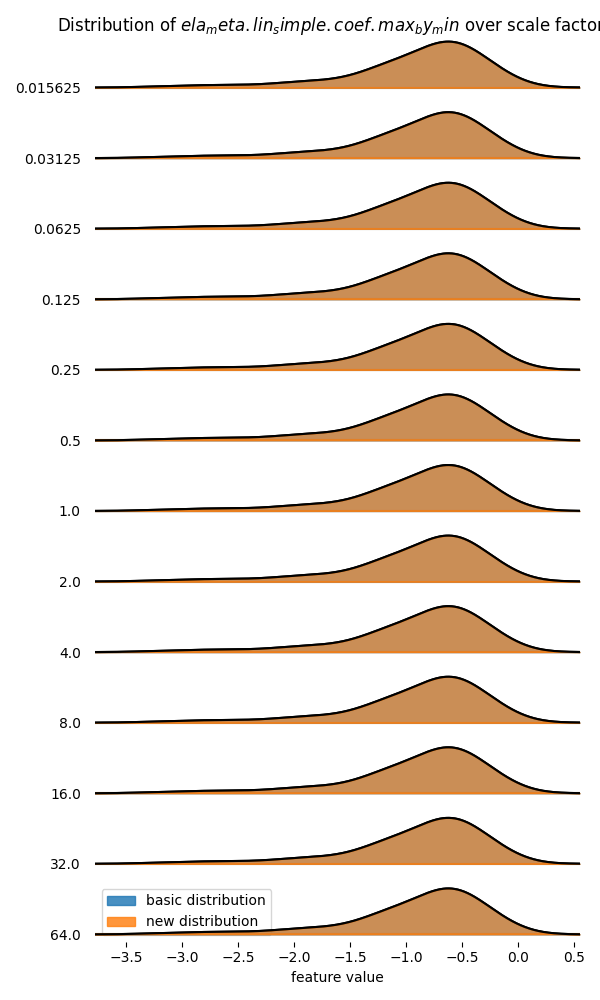 Distribution of ela_meta.lin_simple.coef.max_by_min over scale factor
0.015625
0.03125
0.0625
0.125
0.25
0.5
1.0
2.0
4.0
8.0
16.0
32.0
64.0
basic distribution
new distribution
−3.5 −3.0 −2.5 −2.0 −1.5 −1.0 −0.5 0.0 0.5
feature value